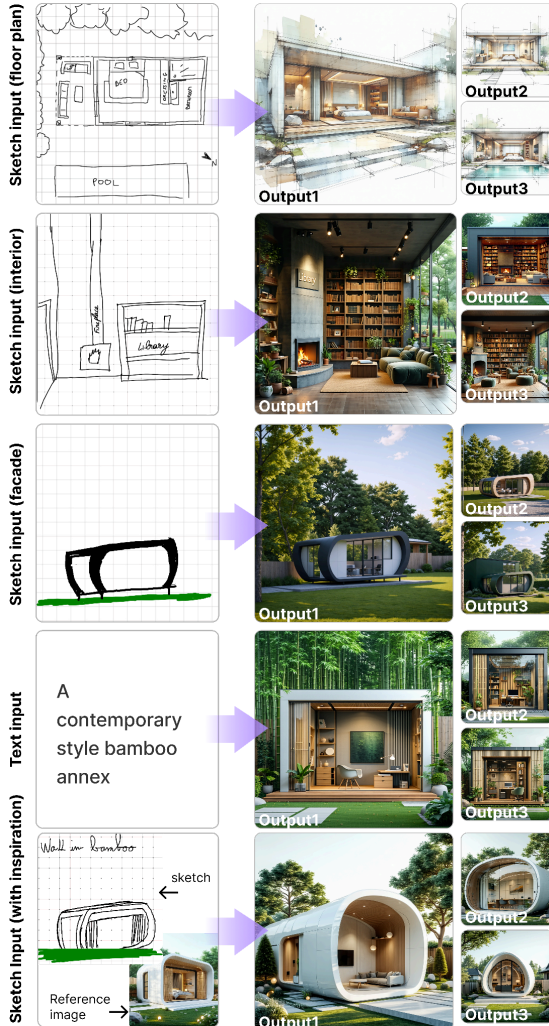 Sketch input (floor plan)
BED
POOL
N
Output1
Output2
Output3
Sketch input (interior)
fireplace
Library
Library
Output1
Output2
Output3
Sketch input (facade)
Output1
Output2
Output3
Text input
A
contemporary
style bamboo
annex
Output1
Output2
Output3
Sketch Input (with inspiration)
Wall in bamboo
sketch
Reference
image
Output1
Output2
Output3